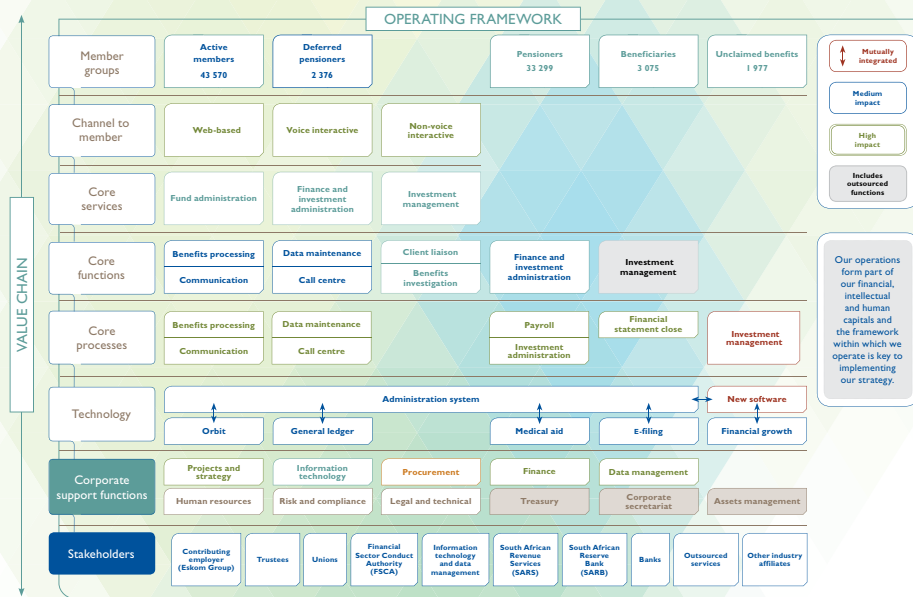 OPERATING FRAMEWORK
VALUE CHAIN
Member
groups
Active
members
43 570
Deferred
pensioners
2 376
Pensioners
33 299
Beneficiaries
3 075
Unclaimed benefits
1 977
Channel to
member
Web-based
Voice interactive
Non-voice
interactive
Core
services
Fund administration
Finance and
investment
administration
Investment
management
Core
functions
Benefits processing
Communication
Data maintenance
Call centre
Client liaison
Benefits
investigation
Finance and
investment
administration
Investment
management
Core
processes
Benefits processing
Communication
Data maintenance
Call centre
Payroll
Investment
administration
Financial
statement close
Investment
management
Technology
Administration system
New software
Orbit
General ledger
Medical aid
E-filing
Financial growth
Corporate
support functions
Projects and
strategy
Information
technology
Procurement
Finance
Data management
Human resources
Risk and compliance
Legal and technical
Treasury
Corporate
secretariat
Assets management
Stakeholders
Contributing
employer
(Eskom Group)
Trustees
Unions
Financial
Sector Conduct
Authority
(FSCA)
Information
technology
and data
management
South African
Revenue
Services
(SARS)
South African
Reserve
Bank
(SARB)
Banks
Outsourced
services
Other industry
affiliates
Mutually
integrated
Medium
impact
High
impact
Includes
outsourced
functions
Our operations
form part of
our financial,
intellectual
and human
capitals and
the framework
within which we
operate is key to
implementing
our strategy.